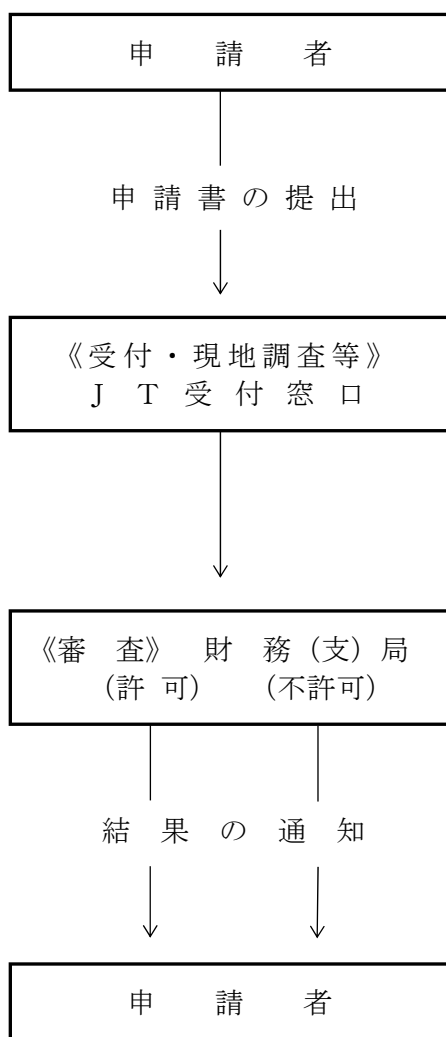 申請者
申請書の提出
《受付・現地調査等》
JT受付窓口
《審査》 財務(支)局
(許可) (不許可)
結果の通知
申請者